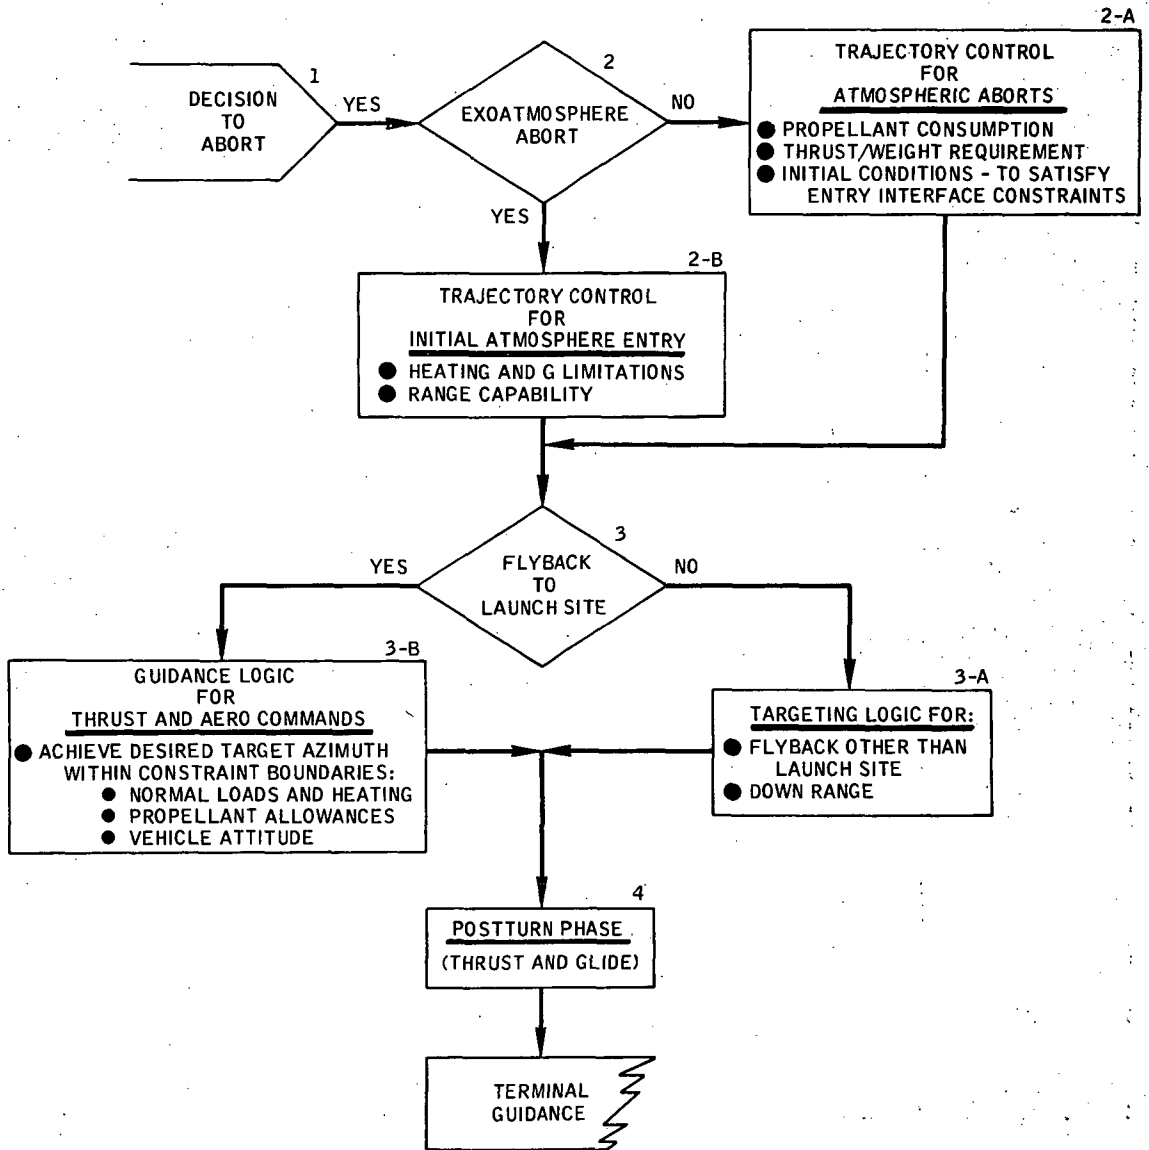 2-A
TRAJECTORY CONTROL
FOR
ATMOSPHERIC ABORTS
● PROPELLANT CONSUMPTION
● THRUST/WEIGHT REQUIREMENT
● INITIAL CONDITIONS - TO SATISFY
ENTRY INTERFACE CONSTRAINTS
1
DECISION
TO
ABORT
YES
2
EXOATMOSPHERE
ABORT
NO
YES
2-B
TRAJECTORY CONTROL
FOR
INITIAL ATMOSPHERE ENTRY
● HEATING AND G LIMITATIONS
● RANGE CAPABILITY
3
FLYBACK
TO
LAUNCH SITE
YES
NO
3-B
GUIDANCE LOGIC
FOR
THRUST AND AERO COMMANDS
● ACHIEVE DESIRED TARGET AZIMUTH
WITHIN CONSTRAINT BOUNDARIES:
● NORMAL LOADS AND HEATING
● PROPELLANT ALLOWANCES
● VEHICLE ATTITUDE
3-A
TARGETING LOGIC FOR:
● FLYBACK OTHER THAN
LAUNCH SITE
● DOWN RANGE
4
POSTTURN PHASE
(THRUST AND GLIDE)
TERMINAL
GUIDANCE